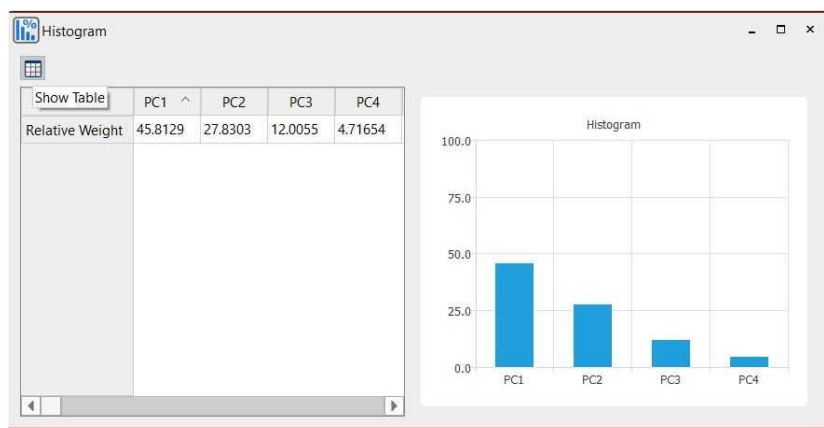 Histogram
Show Table
PC1 PC2 PC3 PC4
Relative Weight 45.8129 27.8303 12.0055 4.71654
Histogram
100.0
75.0
50.0
25.0
0.0
PC1 PC2 PC3 PC4